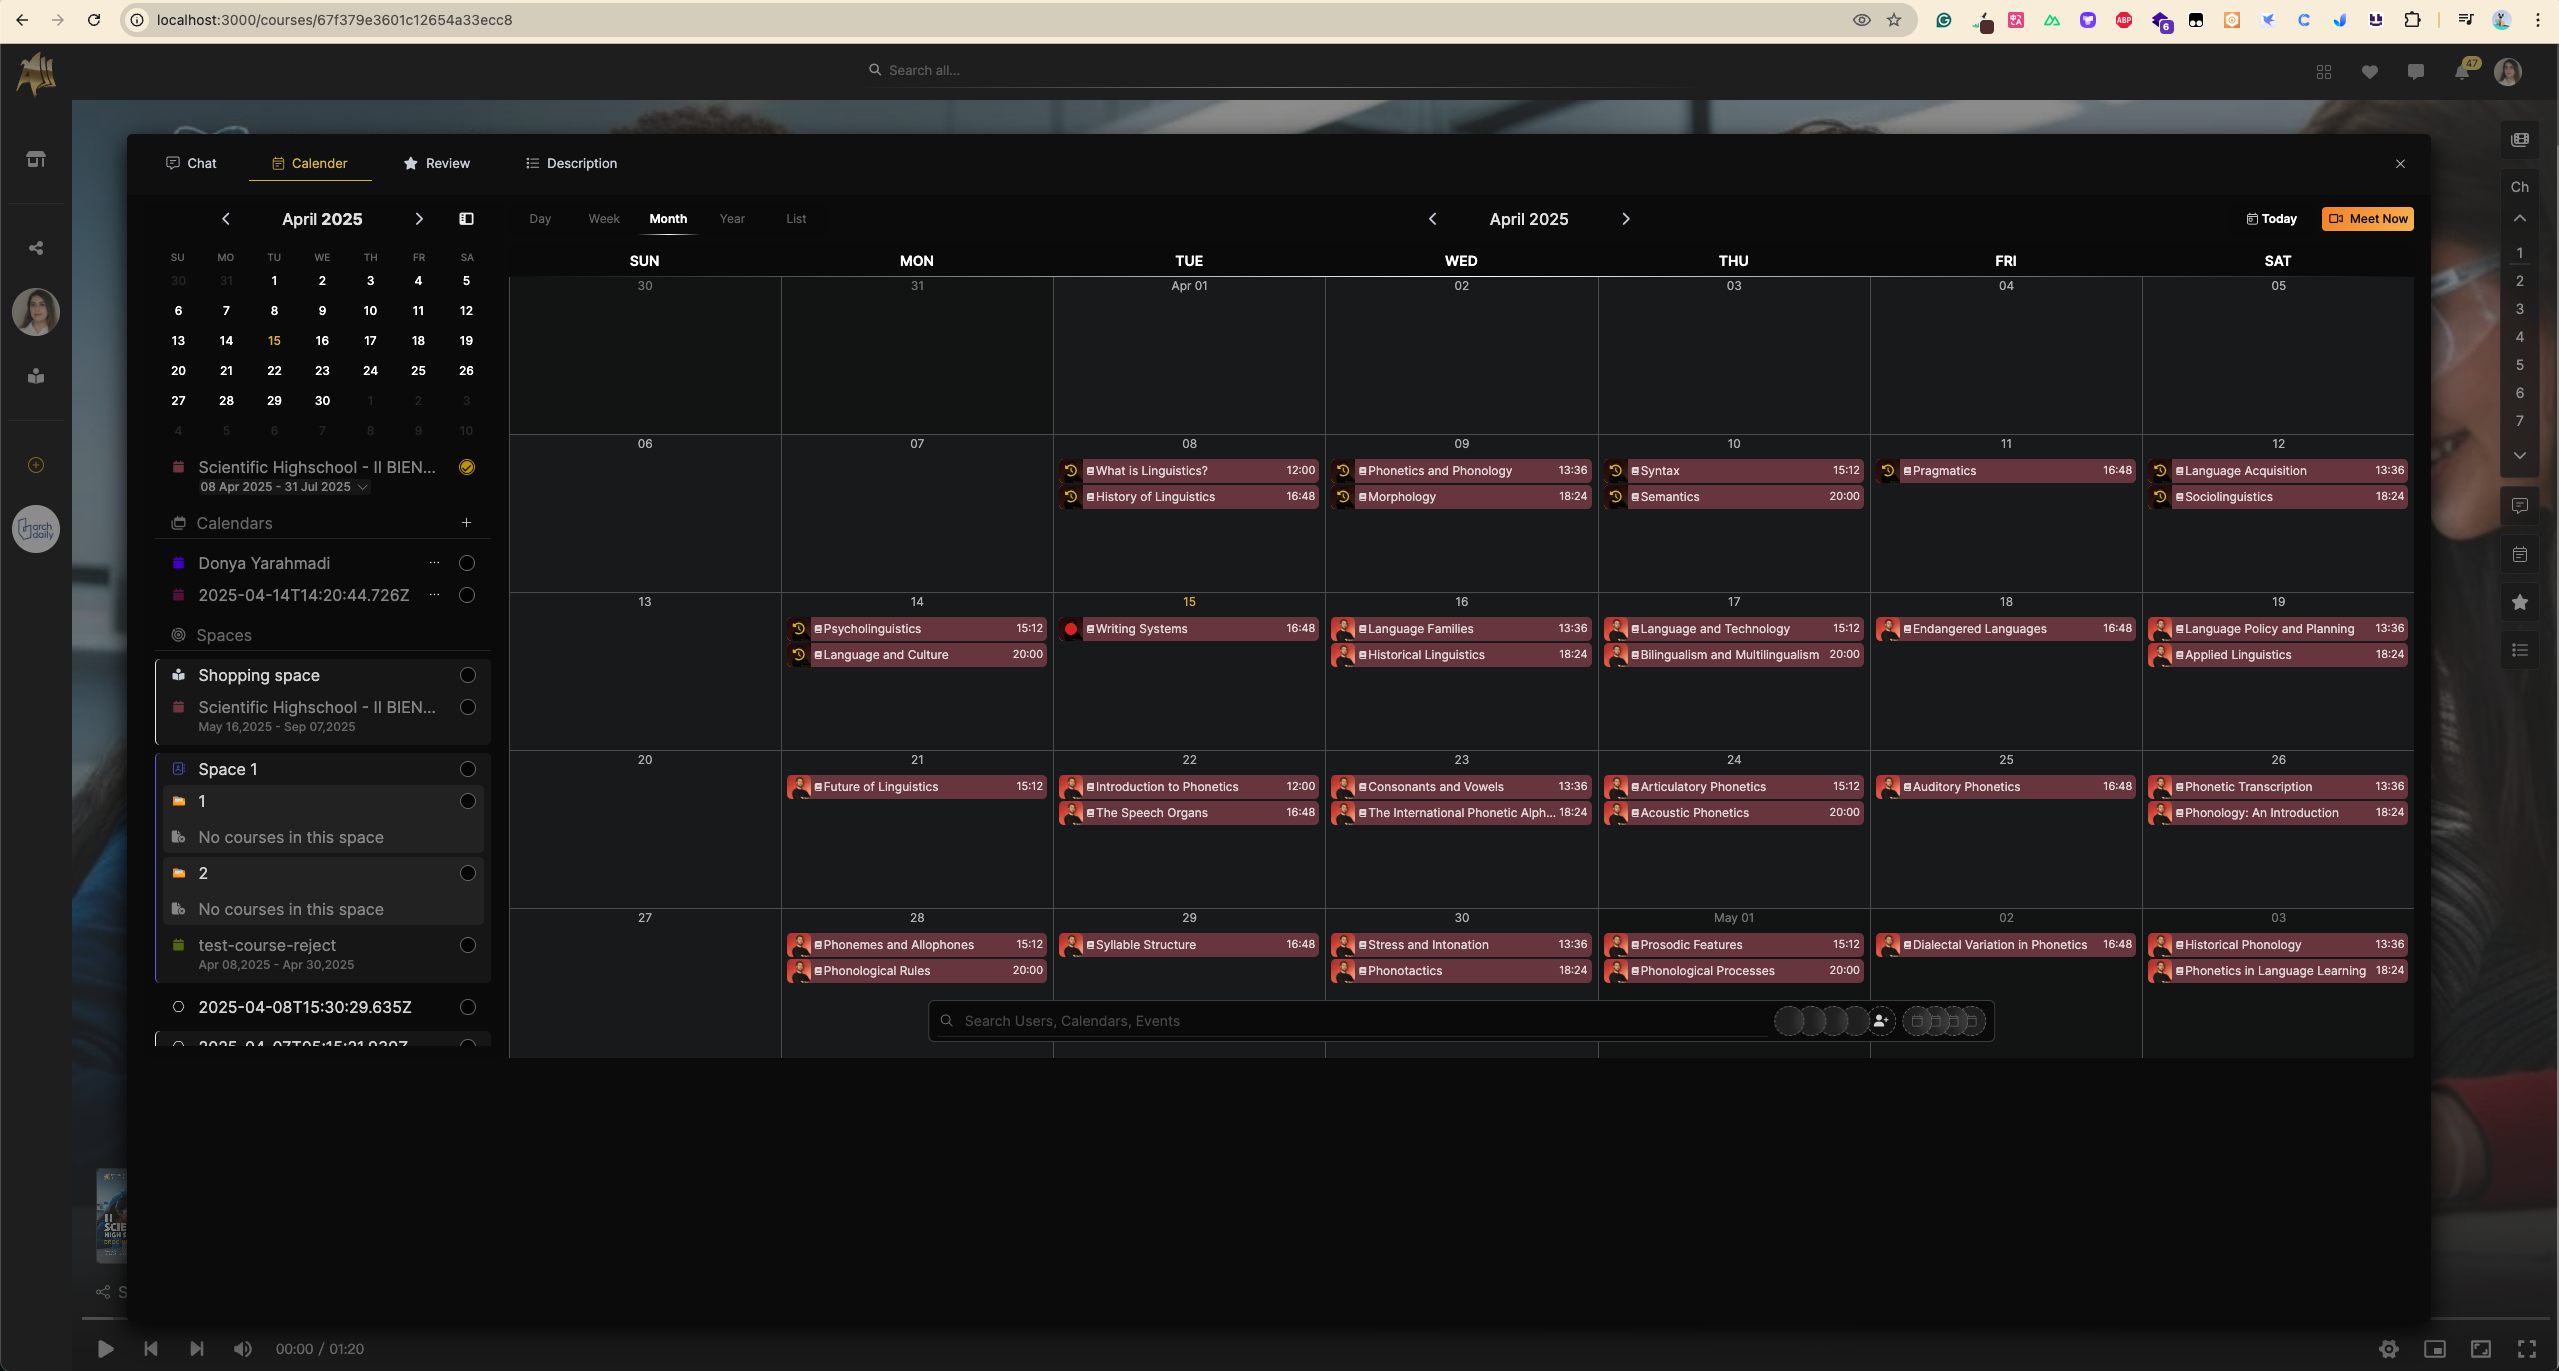 localhost:3000/courses/67f379e3601c12654a33ecc8
ABP
6
Search all...
47
Chat
Calender
Review
Description
Ch
1
2
3
4
5
6
7
April 2025
SU MO TU WE TH FR SA
30 31 1 2 3 4 5
6 7 8 9 10 11 12
13 14 15 16 17 18 19
20 21 22 23 24 25 26
27 28 29 30 1 2 3
4 5 6 7 8 9 10
Scientific Highschool - II BIEN...
08 Apr 2025 - 31 Jul 2025
Calendars
Donya Yarahmadi
2025-04-14T14:20:44.726Z
Spaces
Shopping space
Scientific Highschool - II BIEN...
May 16,2025 - Sep 07,2025
Space 1
1
No courses in this space
2
No courses in this space
test-course-reject
Apr 08,2025 - Apr 30,2025
2025-04-08T15:30:29.635Z
arch daily
Day Week Month Year List
April 2025
Today
Meet Now
SUN MON TUE WED THU FRI SAT
30 31 Apr 01 02 03 04 05
06 07 08 09 10 11 12
What is Linguistics? 12:00
History of Linguistics 16:48
Phonetics and Phonology 13:36
Morphology 18:24
Syntax 15:12
Semantics 20:00
Pragmatics 16:48
Language Acquisition 13:36
Sociolinguistics 18:24
13 14 15 16 17 18 19
Psycholinguistics 15:12
Language and Culture 20:00
Writing Systems 16:48
Language Families 13:36
Historical Linguistics 18:24
Language and Technology 15:12
Bilingualism and Multilingualism 20:00
Endangered Languages 16:48
Language Policy and Planning 13:36
Applied Linguistics 18:24
20 21 22 23 24 25 26
Future of Linguistics 15:12
Introduction to Phonetics 12:00
The Speech Organs 16:48
Consonants and Vowels 13:36
The International Phonetic Alph... 18:24
Articulatory Phonetics 15:12
Acoustic Phonetics 20:00
Auditory Phonetics 16:48
Phonetic Transcription 13:36
Phonology: An Introduction 18:24
27 28 29 30 May 01 02 03
Phonemes and Allophones 15:12
Phonological Rules 20:00
Syllable Structure 16:48
Stress and Intonation 13:36
Phonotactics 18:24
Prosodic Features 15:12
Phonological Processes 20:00
Dialectal Variation in Phonetics 16:48
Historical Phonology 13:36
Phonetics in Language Learning 18:24
Search Users, Calendars, Events
II
SCIE
HIGH S
S
00:00 / 01:20